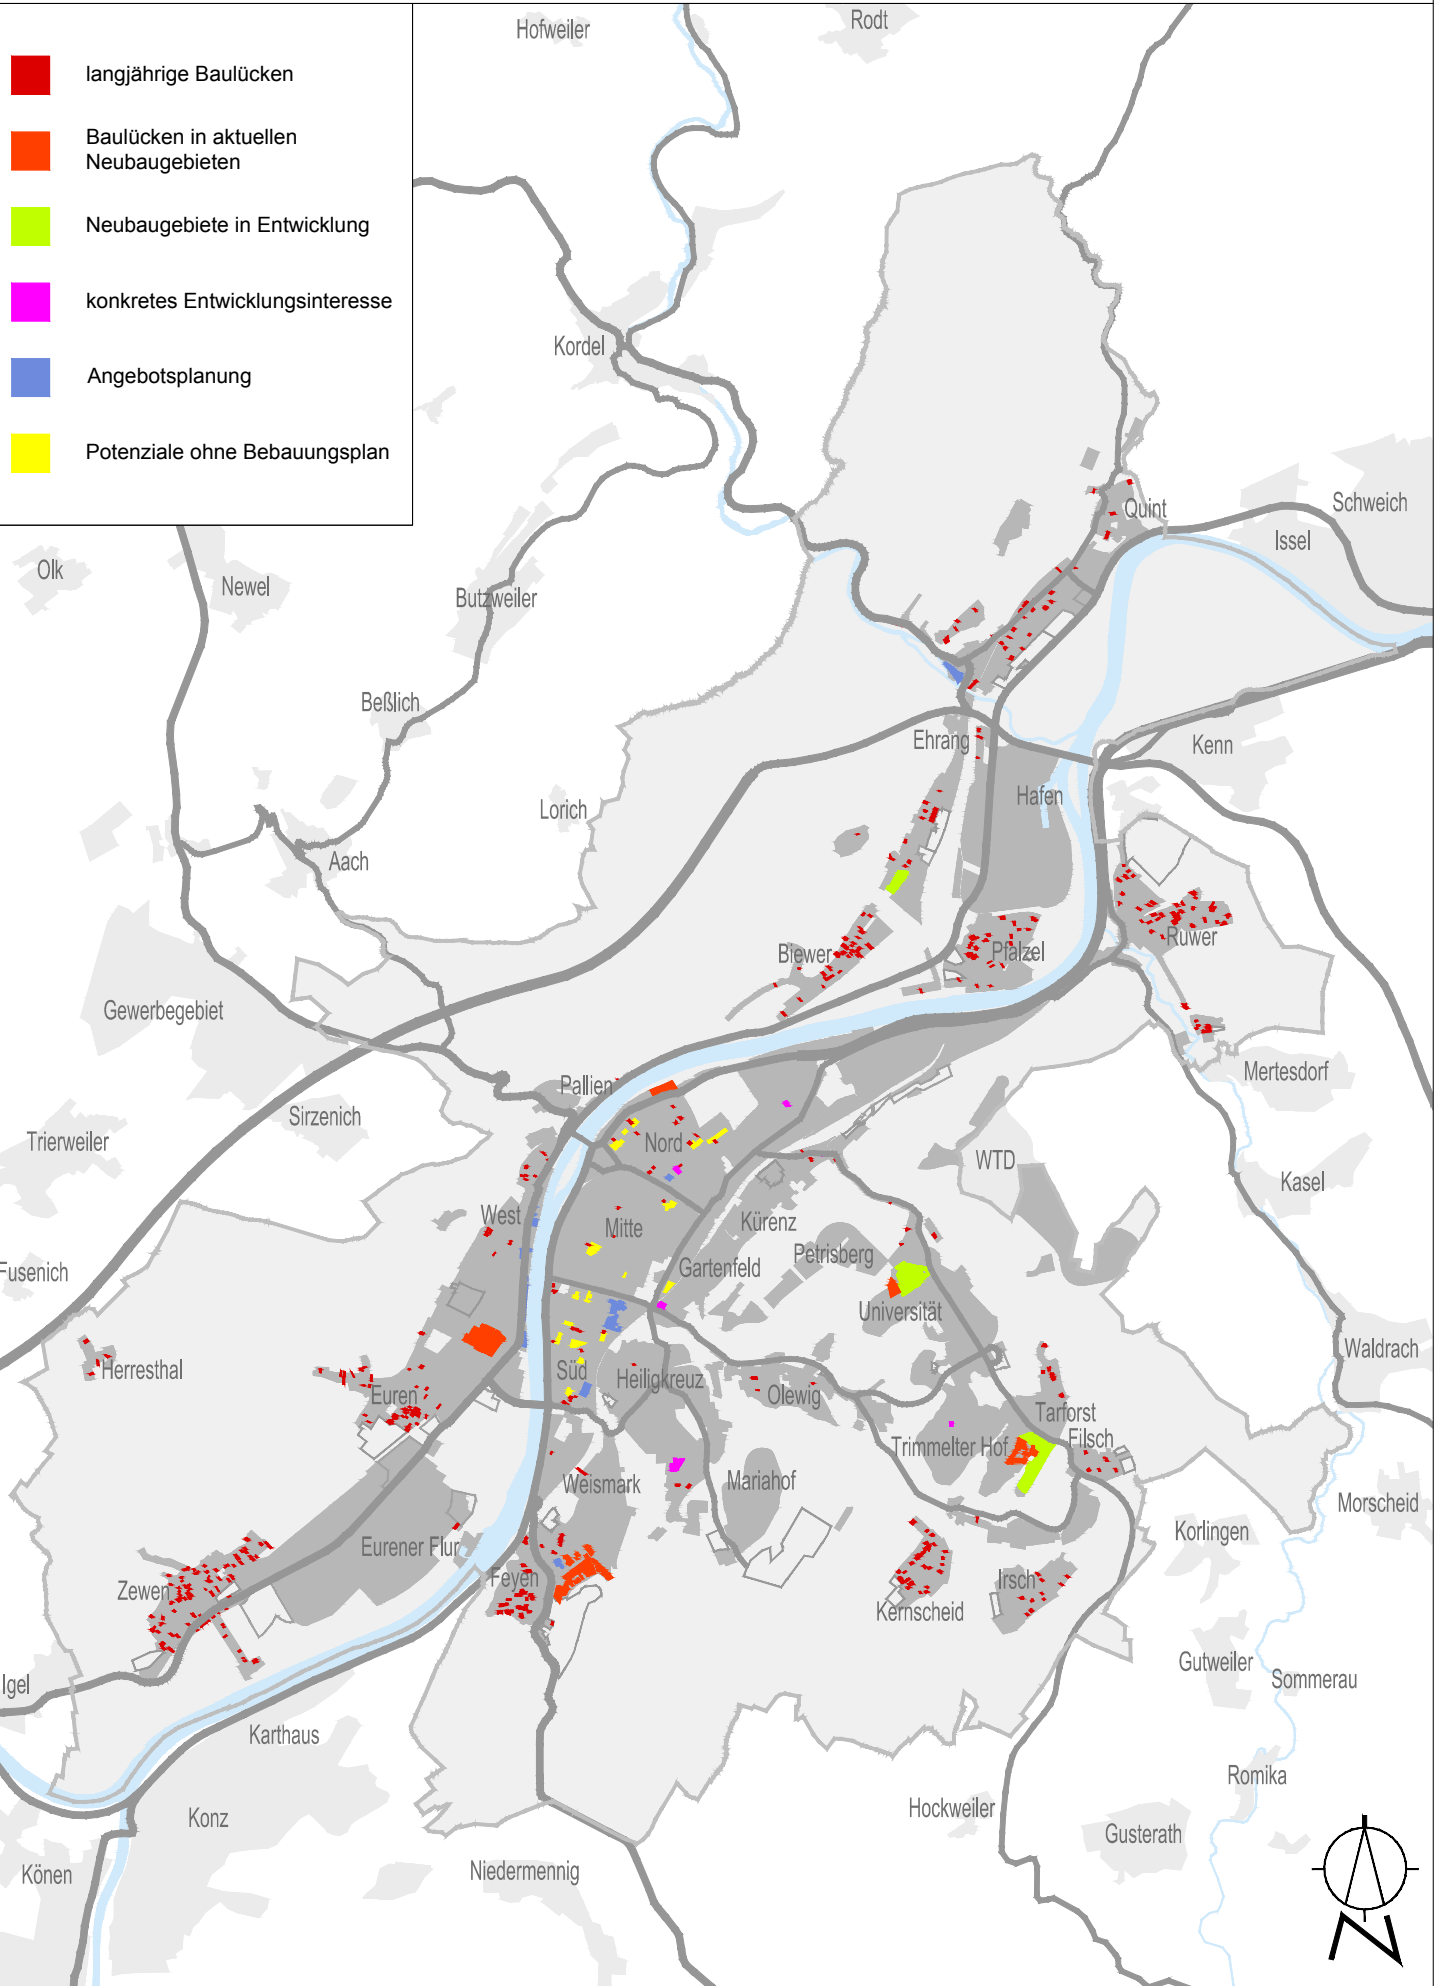 langjährige Baulücken
Baulücken in aktuellen
Neubaugebieten
Neubaugebiete in Entwicklung
konkretes Entwicklungsinteresse
Angebotsplanung
Potenziale ohne Bebauungsplan
Hofweiler
Rodt
Kordel
Quint
Schweich
Issel
Olk
Newel
Butzweiler
Beßlich
Ehrang
Kenn
Hafen
Lorich
Aach
Ruwer
Biewer
Pfalzel
Gewerbegebiet
Mertesdorf
Pallien
Sirzenich
Trierweiler
Nord
WTD
Kasel
West
Mitte
Kürenz
Petrisberg
Gartenfeld
Fusenich
Universität
Waldrach
Herresthal
Süd
Heiligkreuz
Euren
Olewig
Tarforst
Filsch
Trimmelter Hof
Weismark
Mariahof
Morscheid
Korlingen
Eurener Flur
Zewen
Feyen
Irsch
Kernscheid
Gutweiler
Sommerau
Igel
Karthaus
Romika
Konz
Hockweiler
Gusterath
Könen
Niedermennig
N